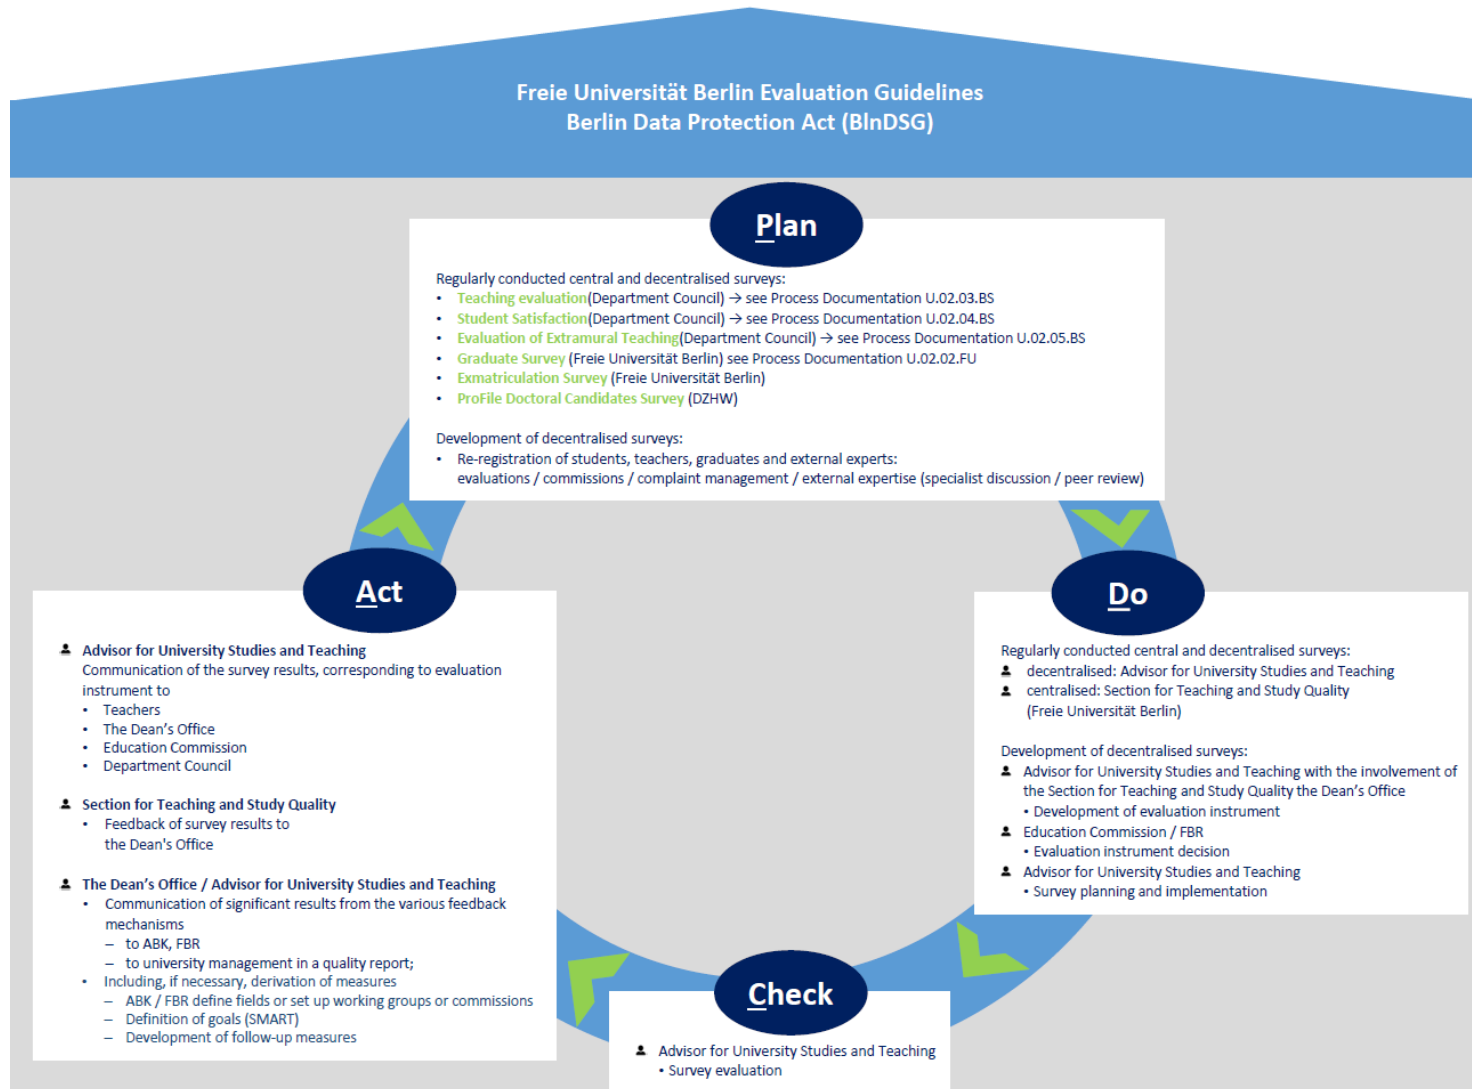 Freie Universität Berlin Evaluation Guidelines
Berlin Data Protection Act (BlnDSG)
Plan
Regularly conducted central and decentralised surveys:
• Teaching evaluation(Department Council) → see Process Documentation U.02.03.BS
• Student Satisfaction(Department Council) → see Process Documentation U.02.04.BS
• Evaluation of Extramural Teaching(Department Council) → see Process Documentation U.02.05.BS
• Graduate Survey (Freie Universität Berlin) see Process Documentation U.02.02.FU
• Exmatriculation Survey (Freie Universität Berlin)
• ProFile Doctoral Candidates Survey (DZHW)
Development of decentralised surveys:
• Re-registration of students, teachers, graduates and external experts:
evaluations / commissions / complaint management / external expertise (specialist discussion / peer review)
Do
Regularly conducted central and decentralised surveys:
decentralised: Advisor for University Studies and Teaching
centralised: Section for Teaching and Study Quality
(Freie Universität Berlin)
Development of decentralised surveys:
Advisor for University Studies and Teaching with the involvement of
the Section for Teaching and Study Quality the Dean's Office
• Development of evaluation instrument
Education Commission / FBR
• Evaluation instrument decision
Advisor for University Studies and Teaching
• Survey planning and implementation
Check
Advisor for University Studies and Teaching
• Survey evaluation
Act
Advisor for University Studies and Teaching
Communication of the survey results, corresponding to evaluation
instrument to
• Teachers
• The Dean's Office
• Education Commission
• Department Council
Section for Teaching and Study Quality
• Feedback of survey results to
the Dean's Office
The Dean's Office / Advisor for University Studies and Teaching
• Communication of significant results from the various feedback
mechanisms
– to ABK, FBR
– to university management in a quality report;
• Including, if necessary, derivation of measures
– ABK / FBR define fields or set up working groups or commissions
– Definition of goals (SMART)
– Development of follow-up measures